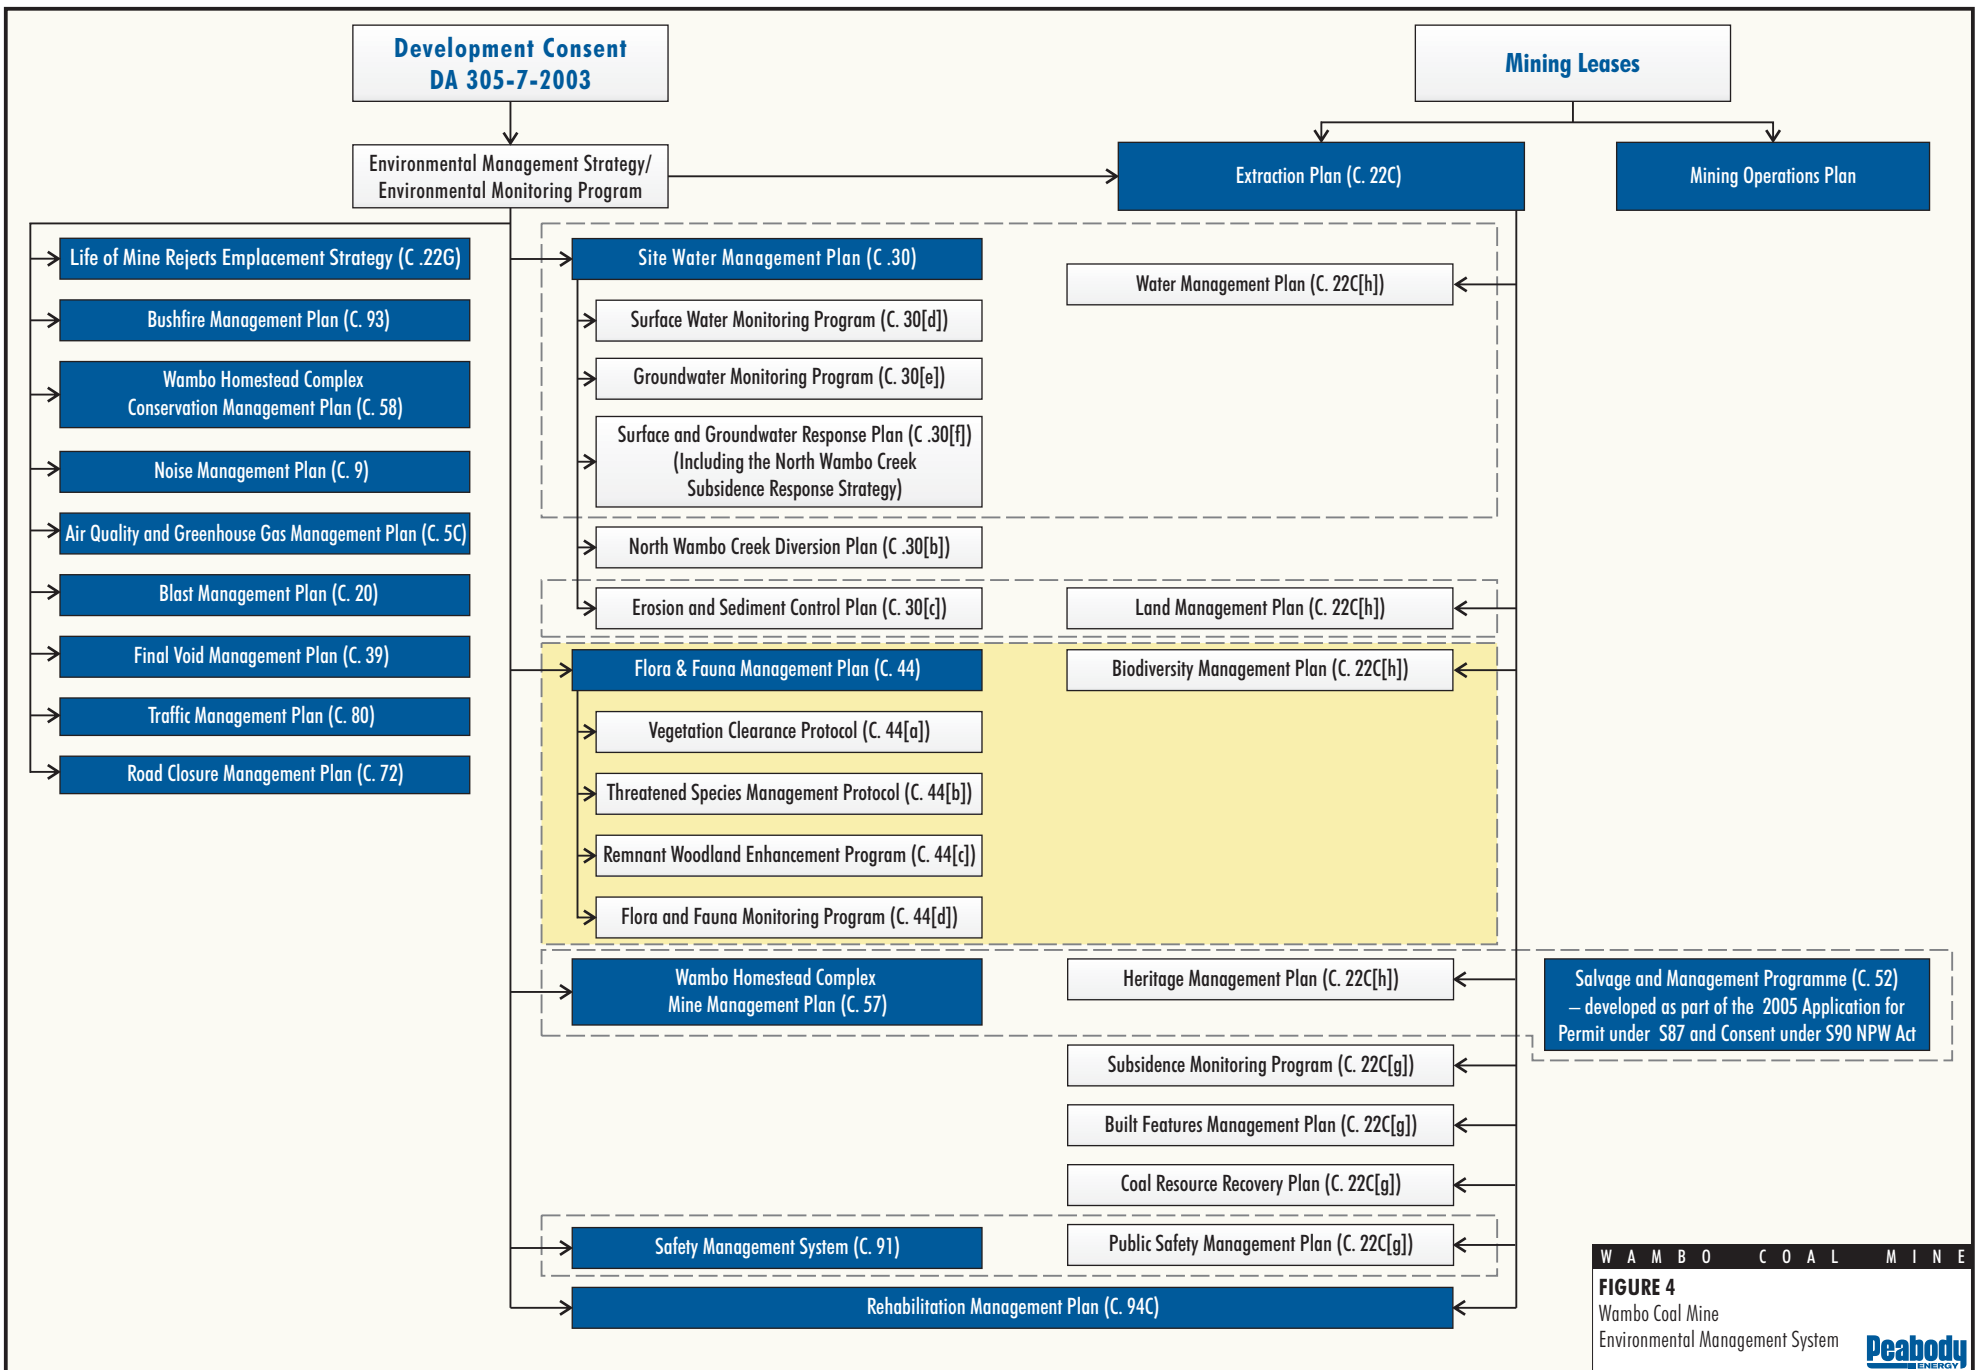 Development Consent
DA 305-7-2003
Mining Leases
Environmental Management Strategy/
Environmental Monitoring Program
Extraction Plan (C. 22C)
Mining Operations Plan
Life of Mine Rejects Emplacement Strategy (C .22G)
Bushfire Management Plan (C. 93)
Wambo Homestead Complex
Conservation Management Plan (C. 58)
Noise Management Plan (C. 9)
Air Quality and Greenhouse Gas Management Plan (C. 5C)
Blast Management Plan (C. 20)
Final Void Management Plan (C. 39)
Traffic Management Plan (C. 80)
Road Closure Management Plan (C. 72)
Site Water Management Plan (C .30)
Surface Water Monitoring Program (C. 30[d])
Groundwater Monitoring Program (C. 30[e])
Surface and Groundwater Response Plan (C .30[f])
(Including the North Wambo Creek
Subsidence Response Strategy)
North Wambo Creek Diversion Plan (C .30[b])
Erosion and Sediment Control Plan (C. 30[c])
Flora & Fauna Management Plan (C. 44)
Vegetation Clearance Protocol (C. 44[a])
Threatened Species Management Protocol (C. 44[b])
Remnant Woodland Enhancement Program (C. 44[c])
Flora and Fauna Monitoring Program (C. 44[d])
Wambo Homestead Complex
Mine Management Plan (C. 57)
Safety Management System (C. 91)
Water Management Plan (C. 22C[h])
Land Management Plan (C. 22C[h])
Biodiversity Management Plan (C. 22C[h])
Heritage Management Plan (C. 22C[h])
Subsidence Monitoring Program (C. 22C[g])
Built Features Management Plan (C. 22C[g])
Coal Resource Recovery Plan (C. 22C[g])
Public Safety Management Plan (C. 22C[g])
Rehabilitation Management Plan (C. 94C)
Salvage and Management Programme (C. 52)
– developed as part of the 2005 Application for
Permit under S87 and Consent under S90 NPW Act
WAMBO COAL MINE
FIGURE 4
Wambo Coal Mine
Environmental Management System
Peabody
ENERGY